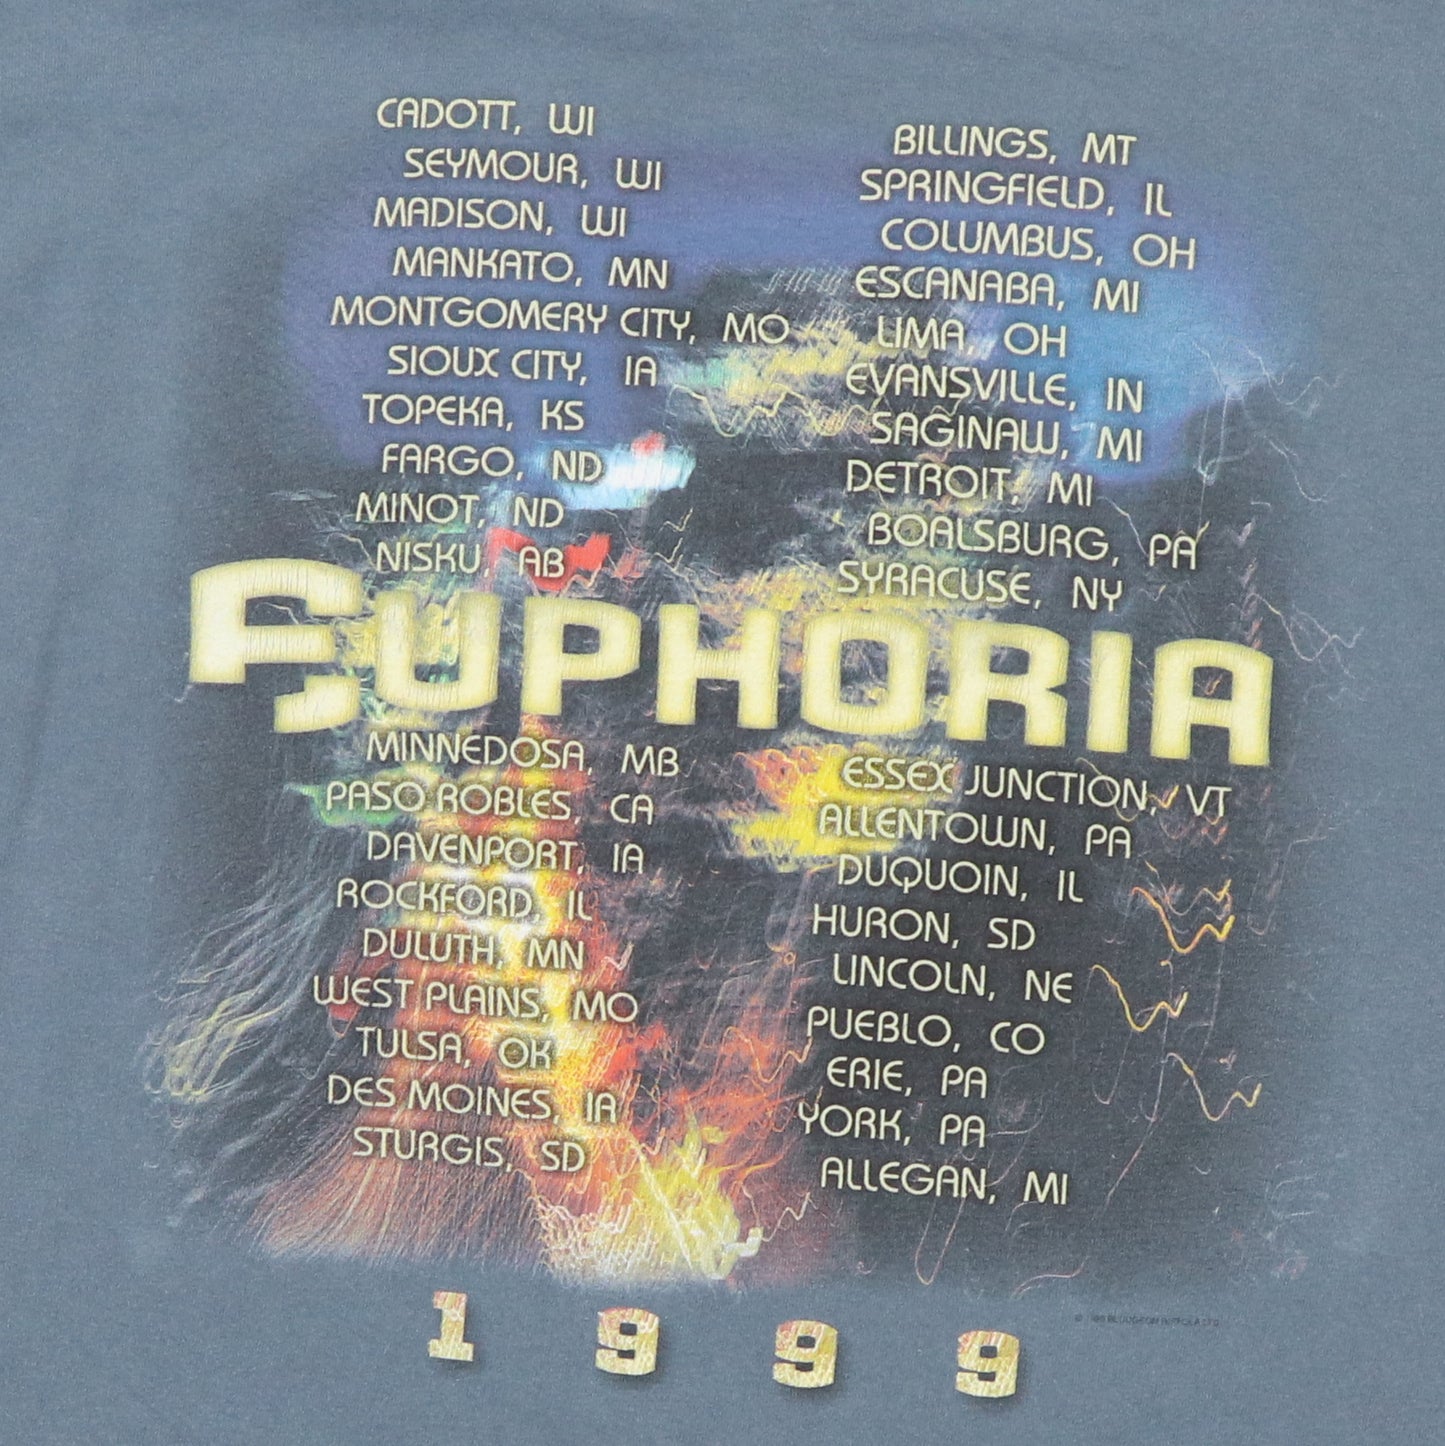 CADOTT, WI
SEYMOUR, WI
MADISON, WI
MANKATO, MN
MONTGOMERY CITY, MO
SIOUX CITY, IA
TOPEKA, KS
FARGO, ND
MINOT, ND
NISKU, AB
BILLINGS, MT
SPRINGFIELD, IL
COLUMBUS, OH
ESCANABA, MI
LIMA, OH
EVANSVILLE, IN
SAGINAW, MI
DETROIT, MI
BOALSBURG, PA
SYRACUSE, NY
EUPHORIA
MINNEDOSA, MB
PASO ROBLES, CA
DAVENPORT, IA
ROCKFORD, IL
DULUTH, MN
WEST PLAINS, MO
TULSA, OK
DES MOINES, IA
STURGIS, SD
ESSEX JUNCTION, VT
ALLENTOWN, PA
DUQUOIN, IL
HURON, SD
LINCOLN, NE
PUEBLO, CO
ERIE, PA
YORK, PA
ALLEGAN, MI
1999